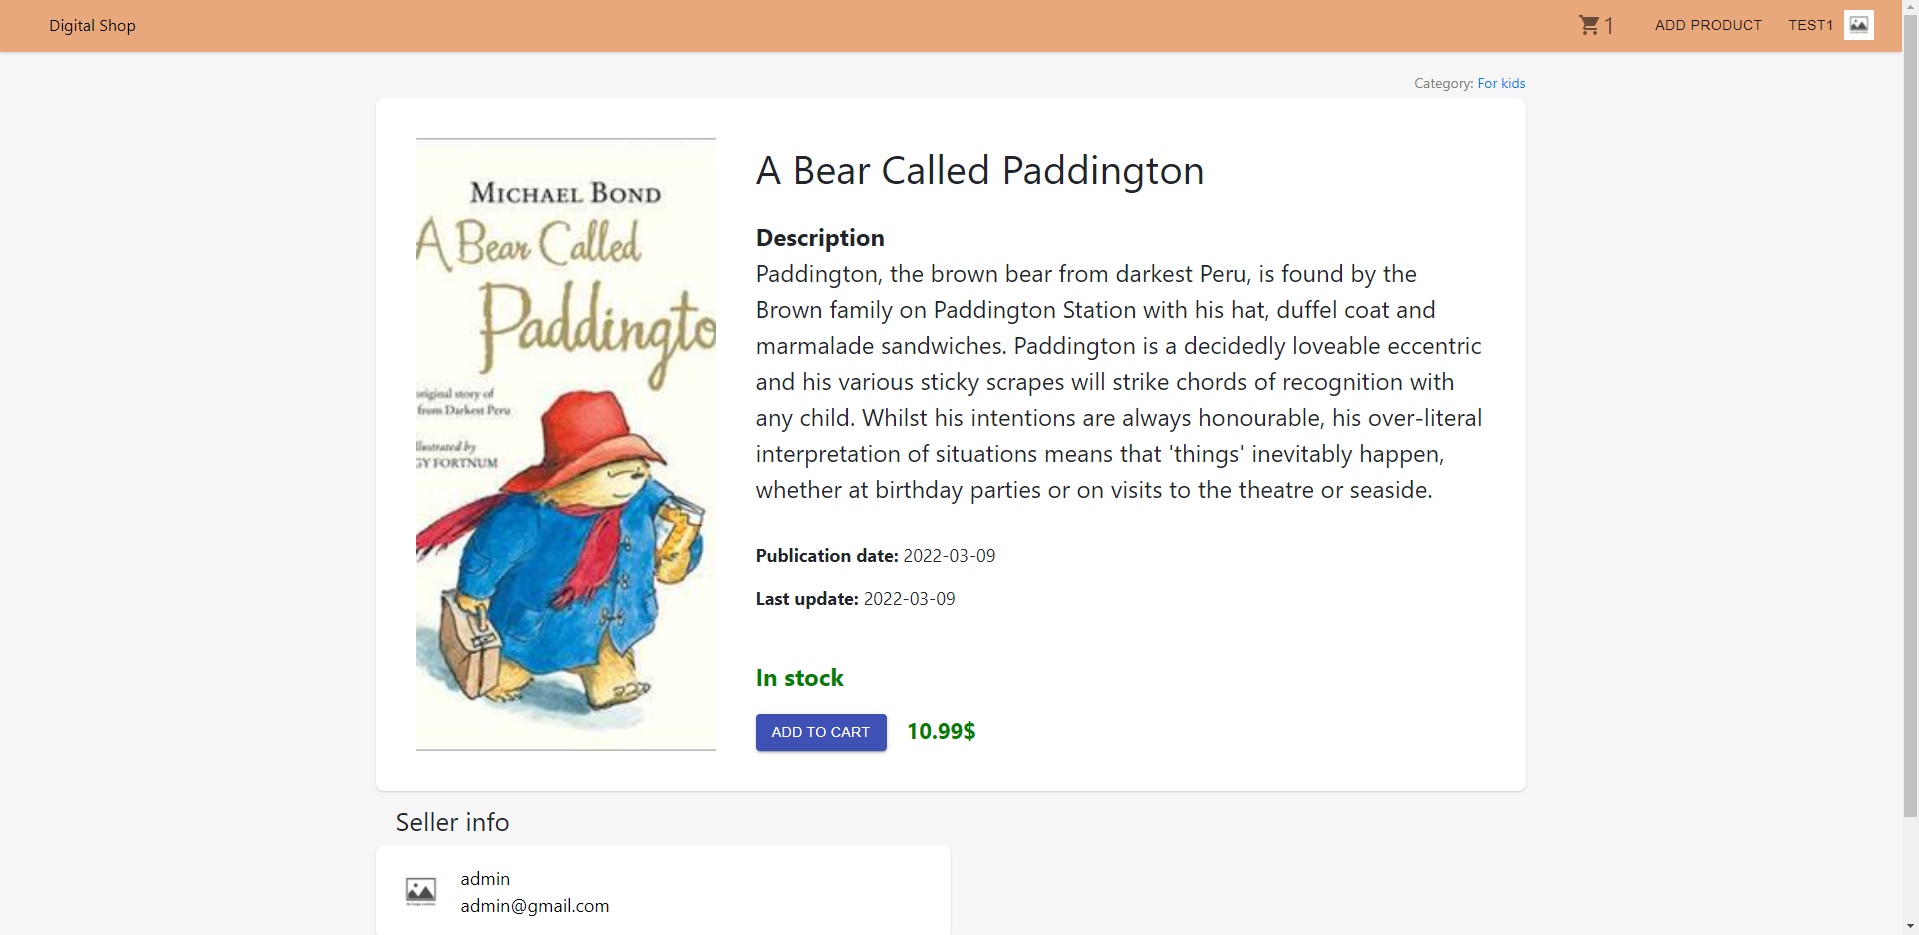 Digital Shop
1
ADD PRODUCT
TEST1
Category: For kids
MICHAEL BOND
A Bear Called
Paddingto
original story of
from Darkest Peru
llustrated by
GY FORTNUM
A Bear Called Paddington
Description
Paddington, the brown bear from darkest Peru, is found by the
Brown family on Paddington Station with his hat, duffel coat and
marmalade sandwiches. Paddington is a decidedly loveable eccentric
and his various sticky scrapes will strike chords of recognition with
any child. Whilst his intentions are always honourable, his over-literal
interpretation of situations means that 'things' inevitably happen,
whether at birthday parties or on visits to the theatre or seaside.
Publication date: 2022-03-09
Last update: 2022-03-09
In stock
ADD TO CART
10.99$
Seller info
admin
admin@gmail.com